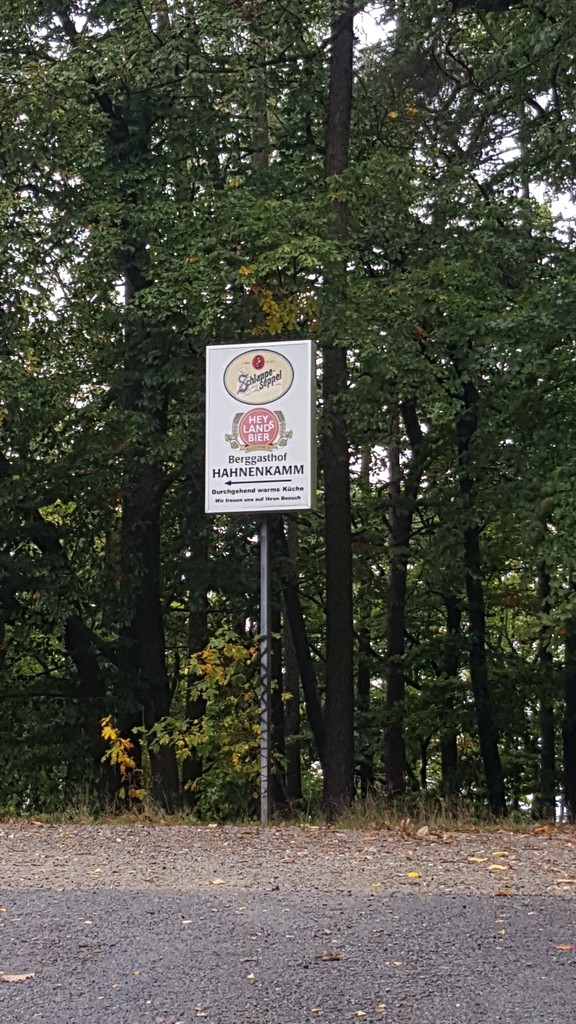 Schlappe-
Seppel
HEY
LANDS
BIER
Berggasthof
HAHNENKAMM
Durchgehend warme Küche
Wir freuen uns auf Ihren Besuch